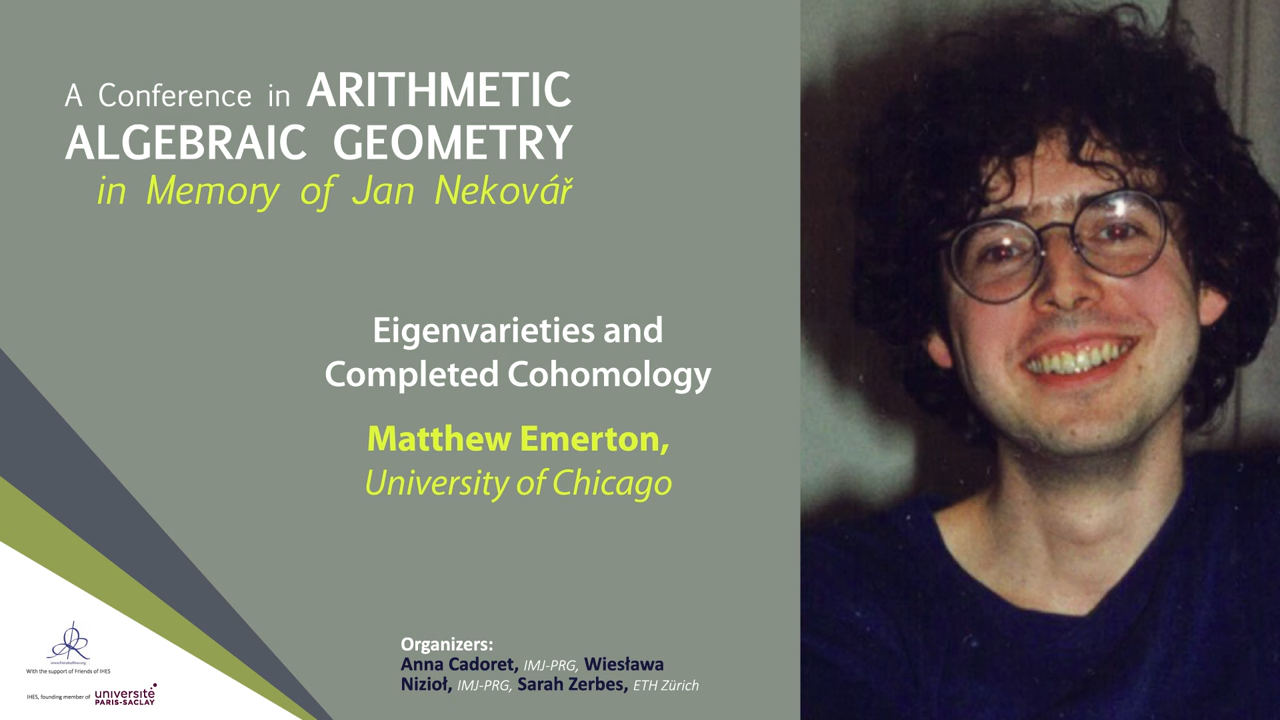 A Conference in ARITHMETIC
ALGEBRAIC GEOMETRY
in Memory of Jan Nekovář
Eigenvarieties and
Completed Cohomology
Matthew Emerton,
University of Chicago
Organizers:
Anna Cadoret, IMJ-PRG, Wiesława
Nizioł, IMJ-PRG, Sarah Zerbes, ETH Zürich
With the support of Friends of IHES
IHES, founding member of
université
PARIS-SACLAY